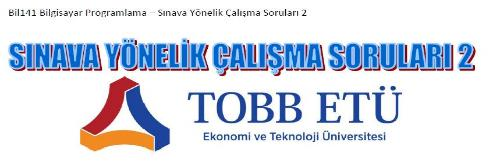 Bil141 Bilgisayar Programlama – Sınava Yönelik Çalışma Soruları 2
SINAVA YÖNELİK ÇALIŞMA SORULARI 2
TOBB ETÜ
Ekonomi ve Teknoloji Üniversitesi